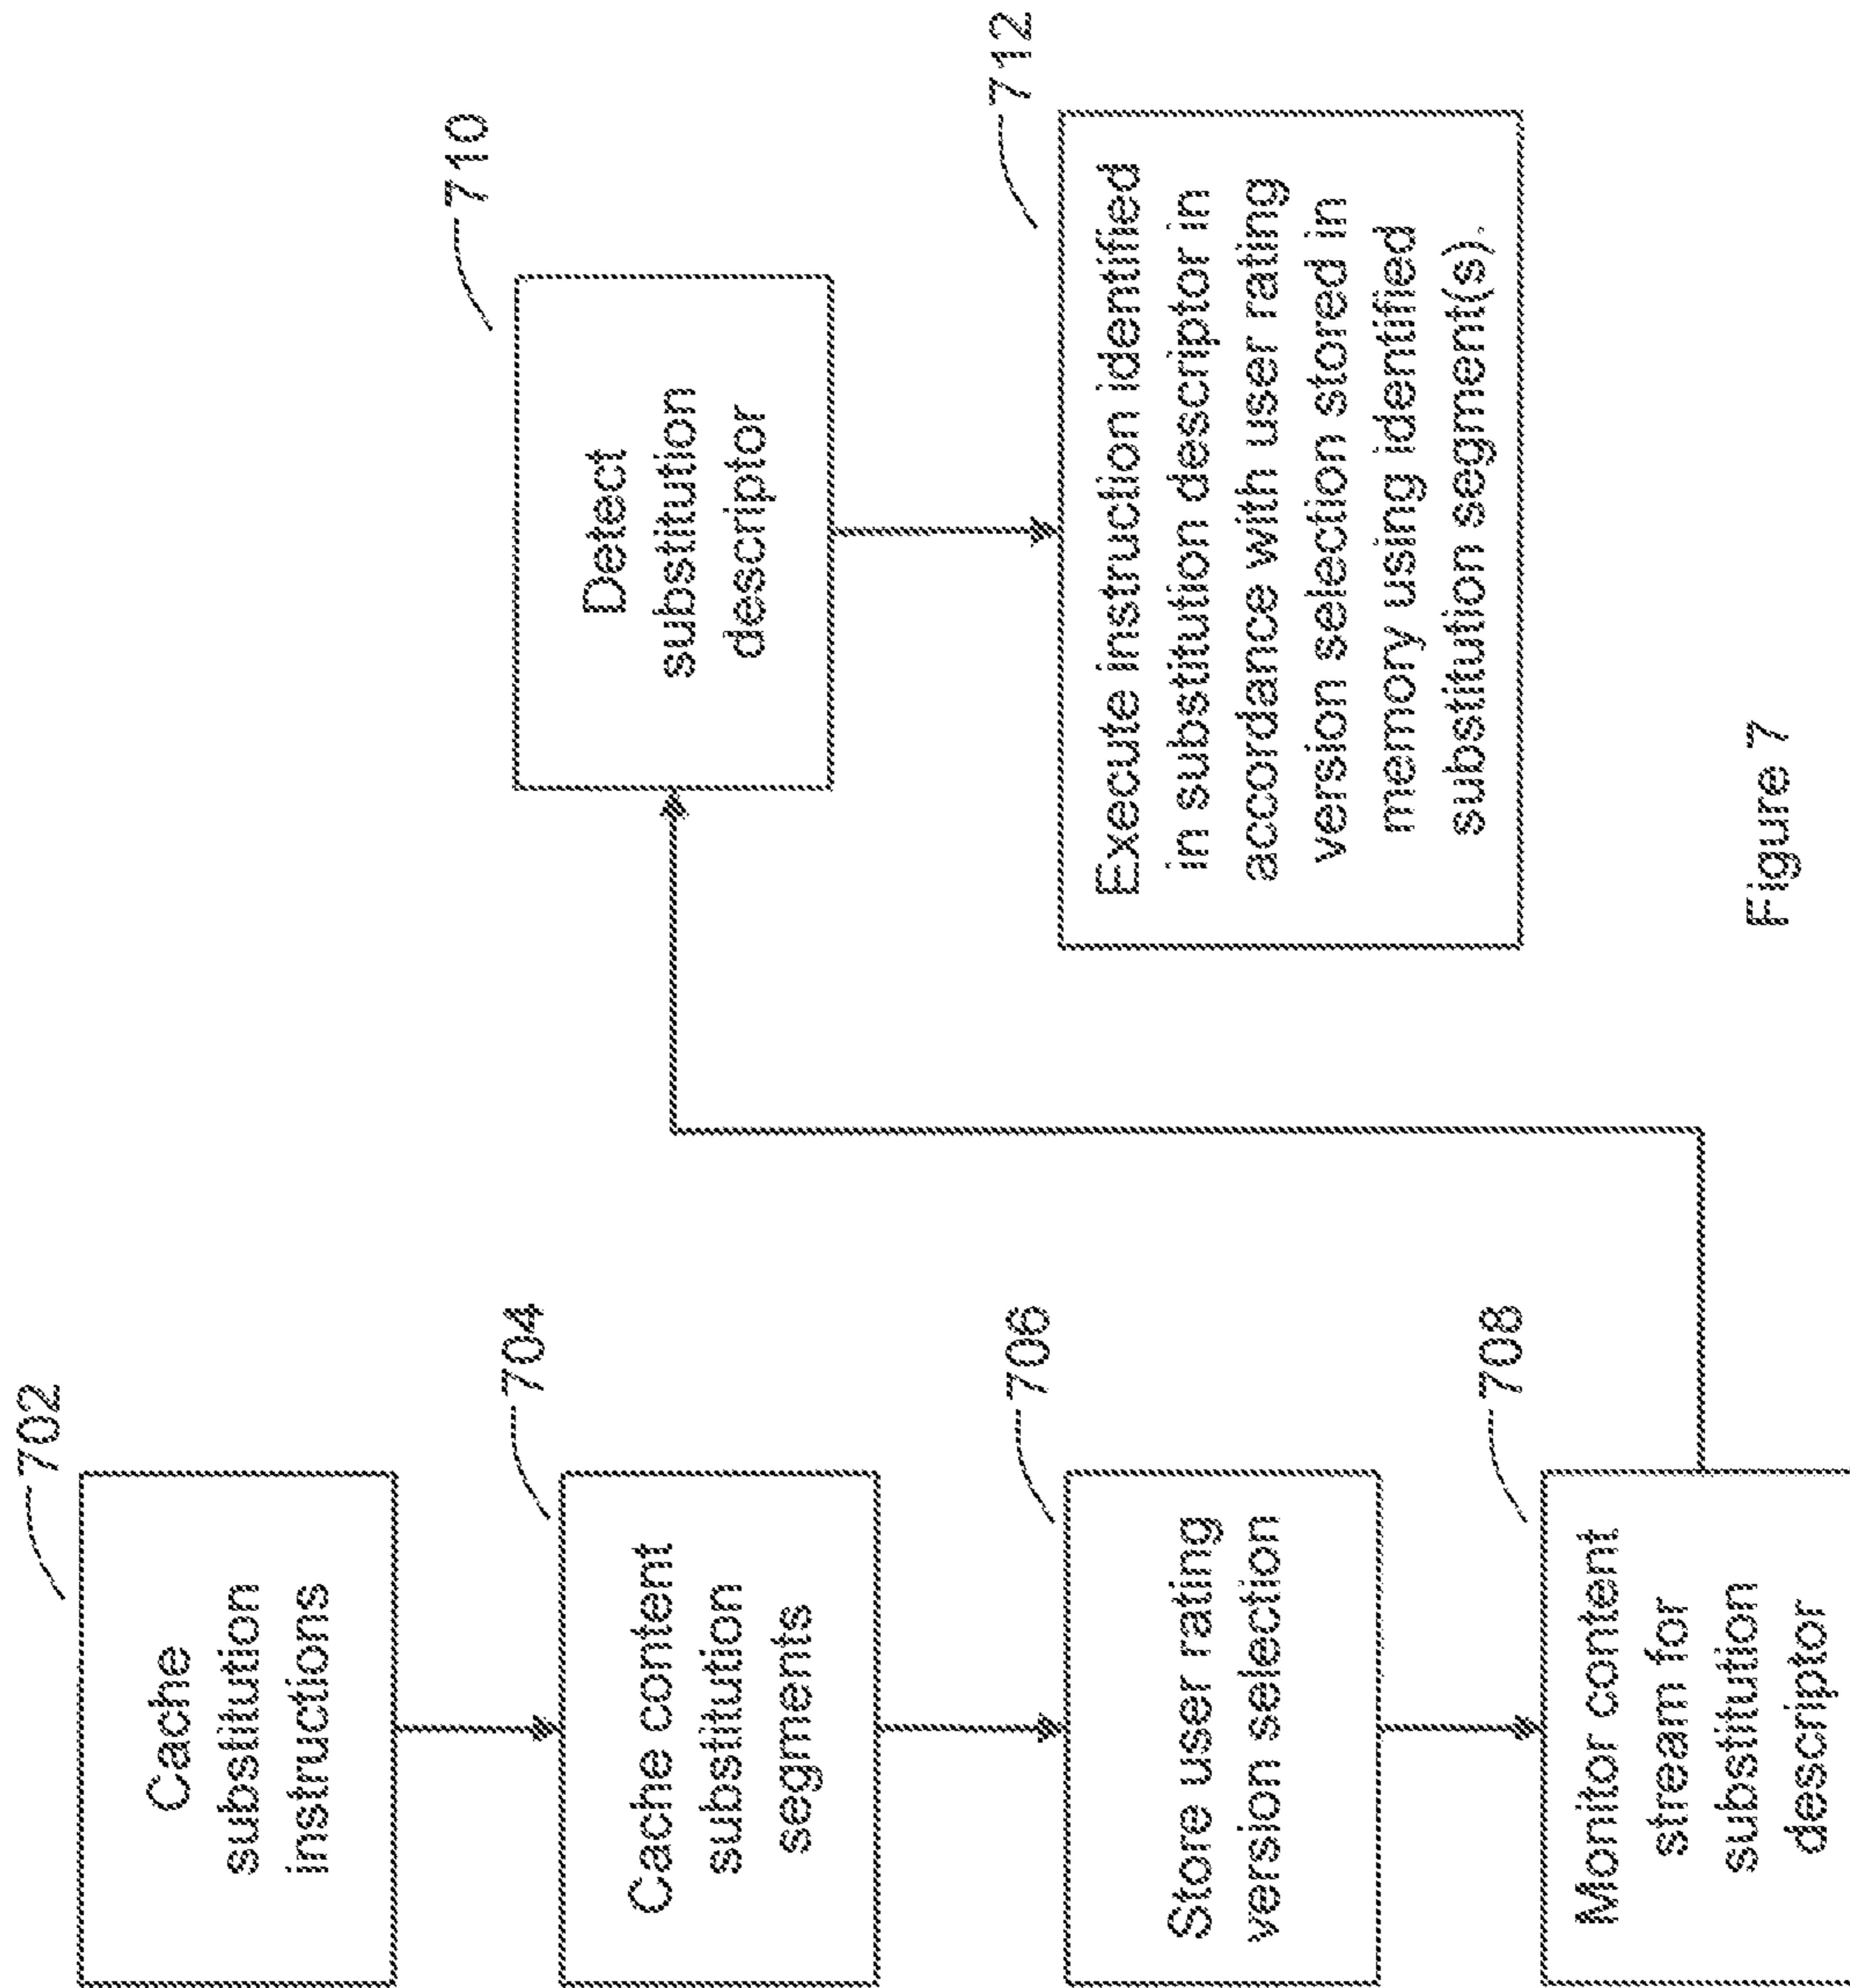 702
Cache
substitution
instructions
704
Cache content
substitution
segments
706
Store user rating
version selection
708
Monitor content
stream for
substitution
descriptor
710
Detect
substitution
descriptor
712
Execute instruction identified
in substitution descriptor in
accordance with user rating
version selection stored in
memory using identified
substitution segment(s).
Figure 7